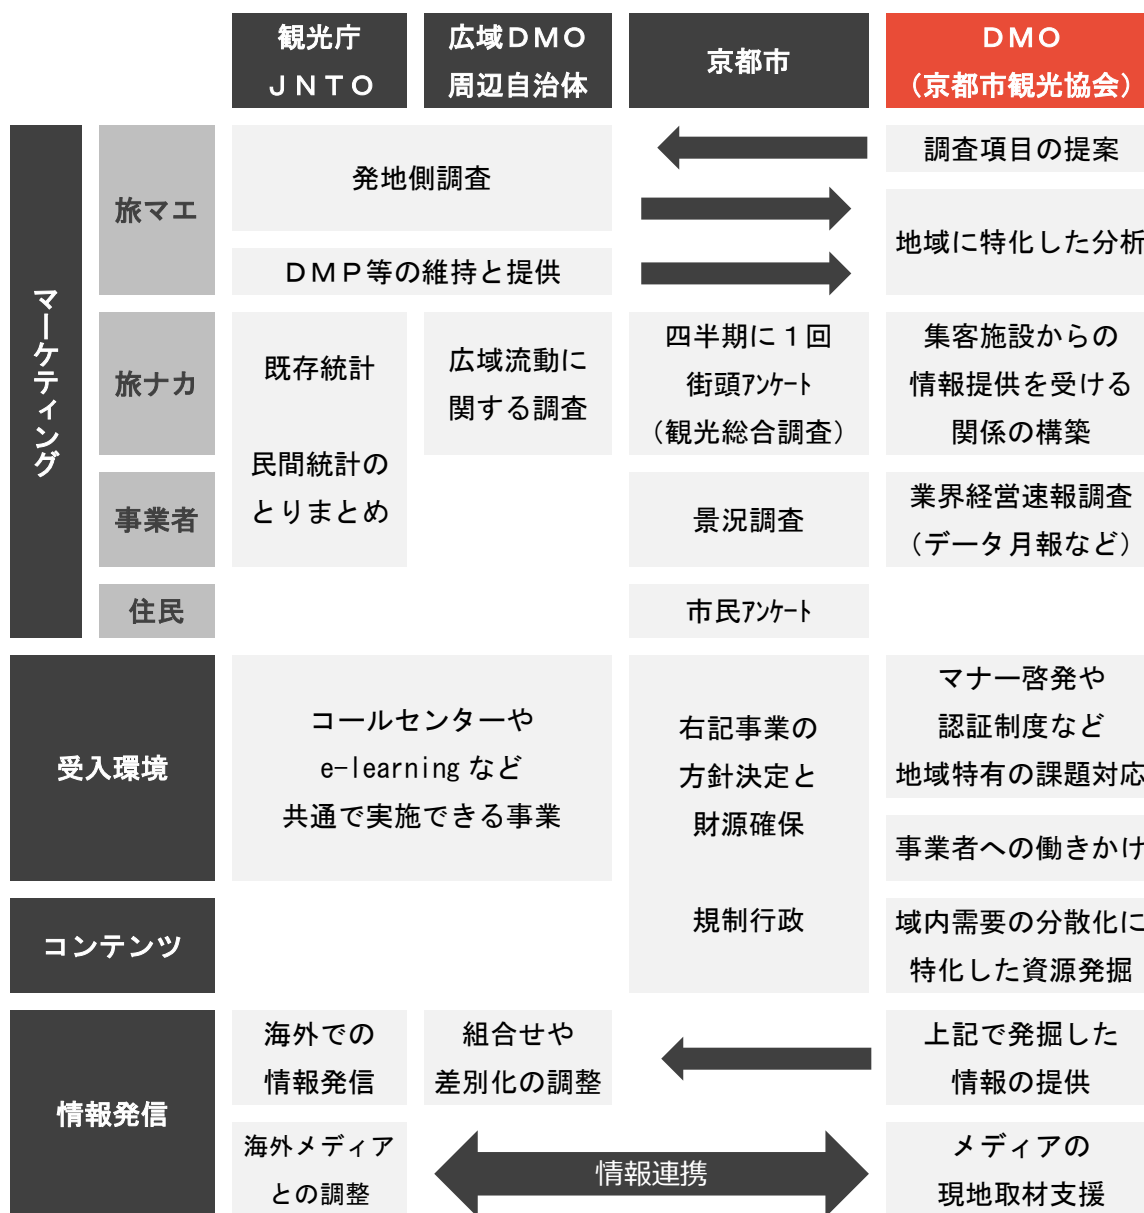 観光庁
ＪＮＴＯ
広域ＤＭＯ
周辺自治体
京都市
ＤＭＯ
（京都市観光協会）
マーケティング
旅マエ
発地側調査
調査項目の提案
地域に特化した分析
ＤＭＰ等の維持と提供
旅ナカ
既存統計
民間統計の
とりまとめ
広域流動に
関する調査
四半期に１回
街頭ｱﾝｹｰﾄ
（観光総合調査）
集客施設からの
情報提供を受ける
関係の構築
事業者
景況調査
業界経営速報調査
（データ月報など）
住民
市民ｱﾝｹｰﾄ
受入環境
コールセンターや
e-learningなど
共通で実施できる事業
右記事業の
方針決定と
財源確保
規制行政
マナー啓発や
認証制度など
地域特有の課題対応
事業者への働きかけ
コンテンツ
域内需要の分散化に
特化した資源発掘
情報発信
海外での
情報発信
組合せや
差別化の調整
上記で発掘した
情報の提供
海外メディア
との調整
情報連携
メディアの
現地取材支援